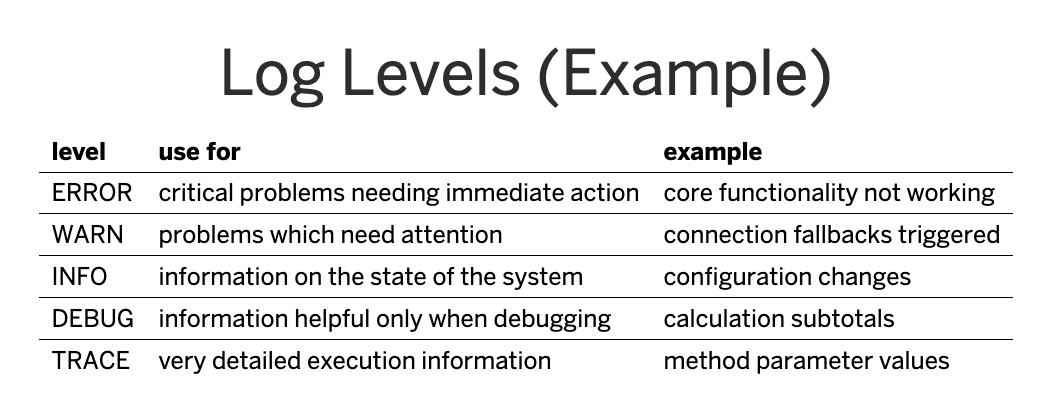 Log Levels (Example)
level use for example
ERROR critical problems needing immediate action core functionality not working
WARN problems which need attention connection fallbacks triggered
INFO information on the state of the system configuration changes
DEBUG information helpful only when debugging calculation subtotals
TRACE very detailed execution information method parameter values